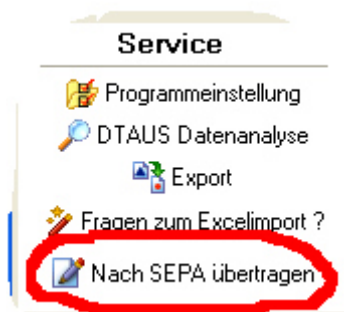 Service
Programmeinstellung
DTAUS Datenanalyse
Export
Fragen zum Excelimport ?
Nach SEPA übertragen